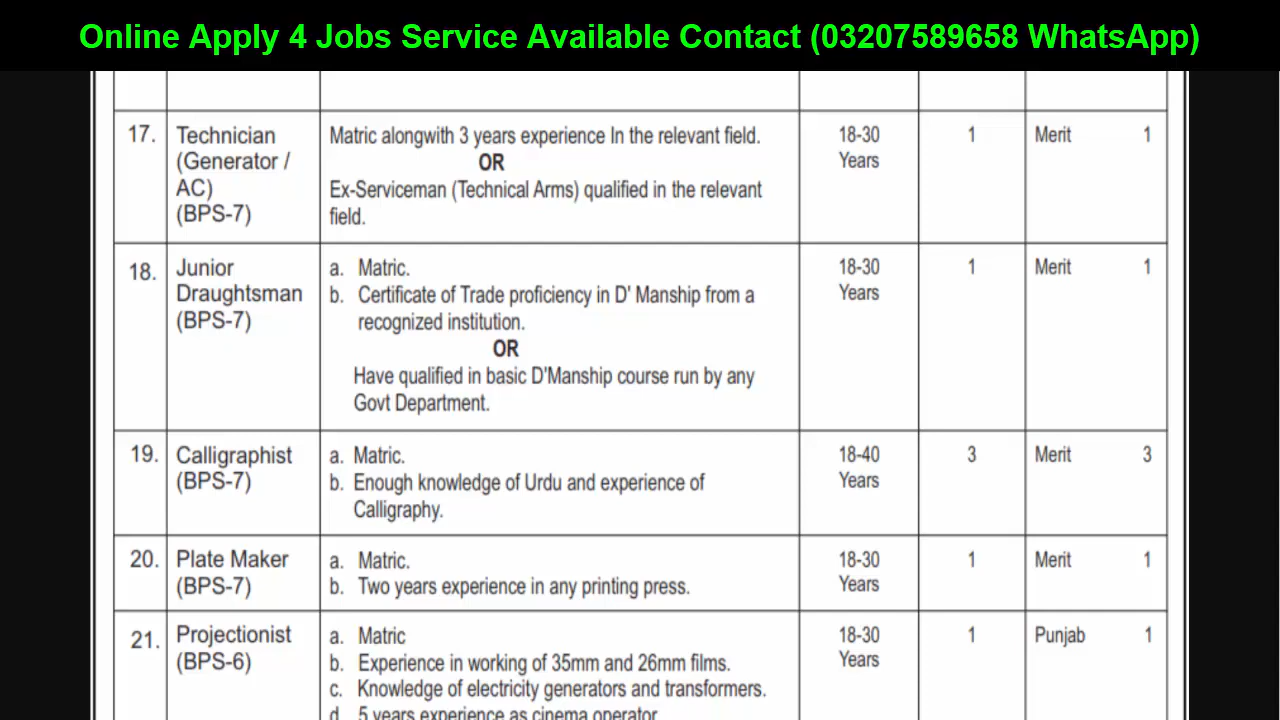 Online Apply 4 Jobs Service Available Contact (03207589658 WhatsApp)
17. Technician (Generator / AC) (BPS-7)
Matric alongwith 3 years experience In the relevant field.
OR
Ex-Serviceman (Technical Arms) qualified in the relevant
field.
18-30
Years
1
Merit 1
18. Junior Draughtsman (BPS-7)
a. Matric.
b. Certificate of Trade proficiency in D' Manship from a
recognized institution.
OR
Have qualified in basic D'Manship course run by any
Govt Department.
18-30
Years
1
Merit 1
19. Calligraphist (BPS-7)
a. Matric.
b. Enough knowledge of Urdu and experience of
Calligraphy.
18-40
Years
3
Merit 3
20. Plate Maker (BPS-7)
a. Matric.
b. Two years experience in any printing press.
18-30
Years
1
Merit 1
21. Projectionist (BPS-6)
a. Matric
b. Experience in working of 35mm and 26mm films.
c. Knowledge of electricity generators and transformers.
d. 5 years experience as cinema operator
18-30
Years
1
Punjab 1